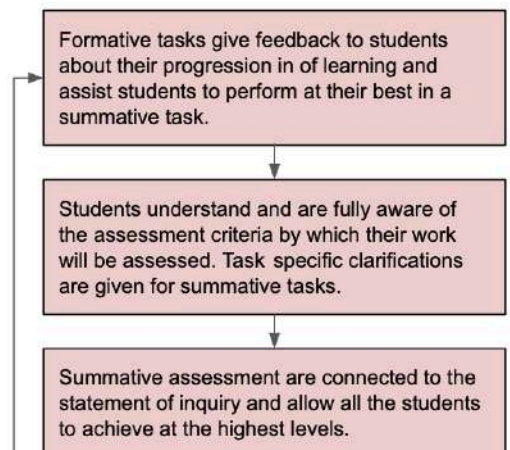 Formative tasks give feedback to students
about their progression in of learning and
assist students to perform at their best in a
summative task.
Students understand and are fully aware of
the assessment criteria by which their work
will be assessed. Task specific clarifications
are given for summative tasks.
Summative assessment are connected to the
statement of inquiry and allow all the students
to achieve at the highest levels.